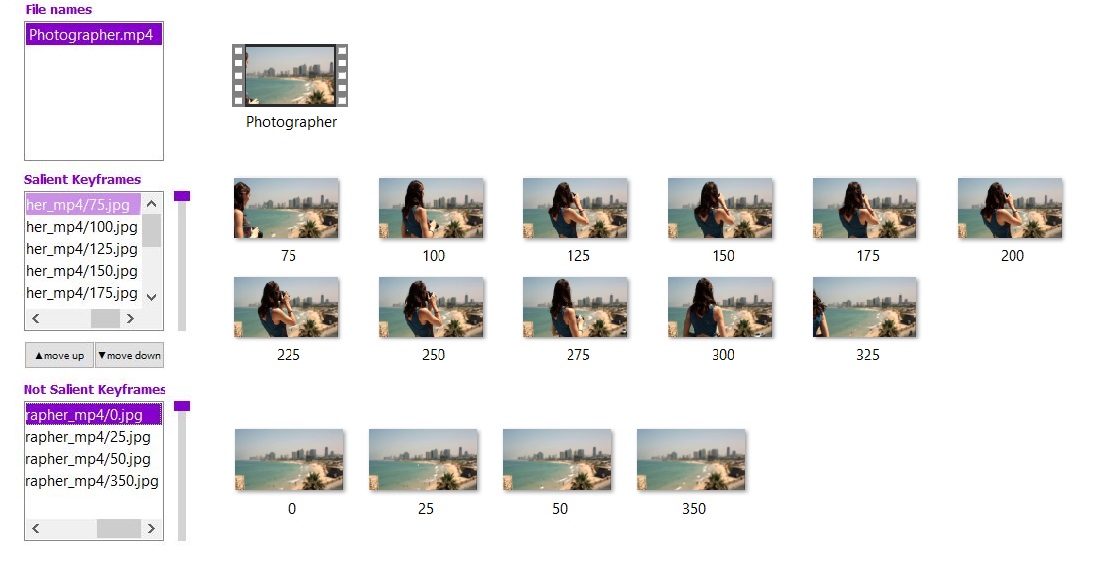 File names
Photographer.mp4
Photographer
Salient Keyframes
her_mp4/75.jpg
her_mp4/100.jpg
her_mp4/125.jpg
her_mp4/150.jpg
her_mp4/175.jpg
75 100 125 150 175 200
225 250 275 300 325
▲move up ▼move down
Not Salient Keyframes
rapher_mp4/0.jpg
rapher_mp4/25.jpg
rapher_mp4/50.jpg
rapher_mp4/350.jpg
0 25 50 350